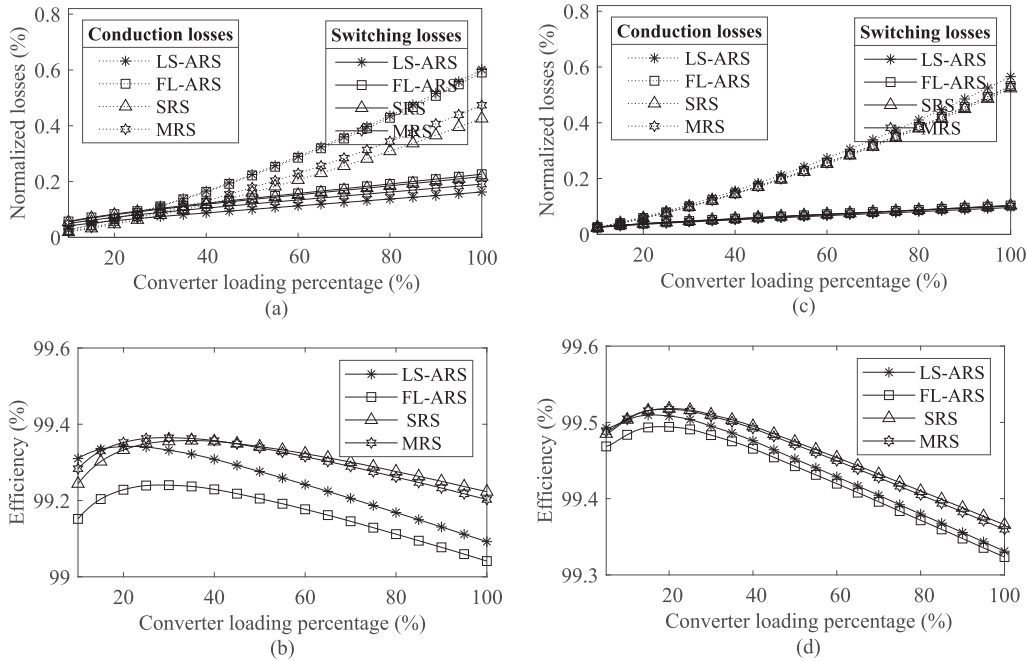 Normalized losses (%)
0.8
0.6
0.4
0.2
0
Conduction losses
LS-ARS
FL-ARS
SRS
MRS
Switching losses
LS-ARS
FL-ARS
SRS
MRS
20 40 60 80 100
Converter loading percentage (%)
(a)
Normalized losses (%)
0.8
0.6
0.4
0.2
0
Conduction losses
LS-ARS
FL-ARS
SRS
MRS
Switching losses
LS-ARS
FL-ARS
SRS
MRS
20 40 60 80 100
Converter loading percentage (%)
(c)
Efficiency (%)
99.6
99.4
99.2
99
LS-ARS
FL-ARS
SRS
MRS
20 40 60 80 100
Converter loading percentage (%)
(b)
Efficiency (%)
99.6
99.5
99.4
99.3
LS-ARS
FL-ARS
SRS
MRS
20 40 60 80 100
Converter loading percentage (%)
(d)